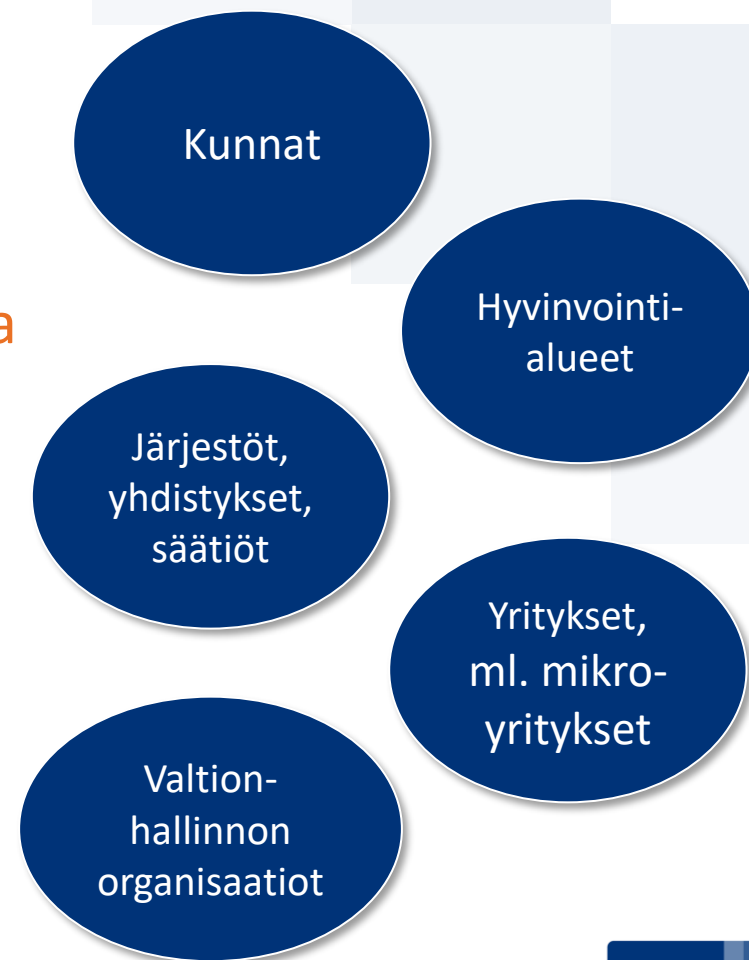 Kunnat
Hyvinvointi-
alueet
a
Järjestöt,
yhdistykset,
säätiöt
Yritykset,
ml. mikro-
yritykset
Valtion-
hallinnon
organisaatiot